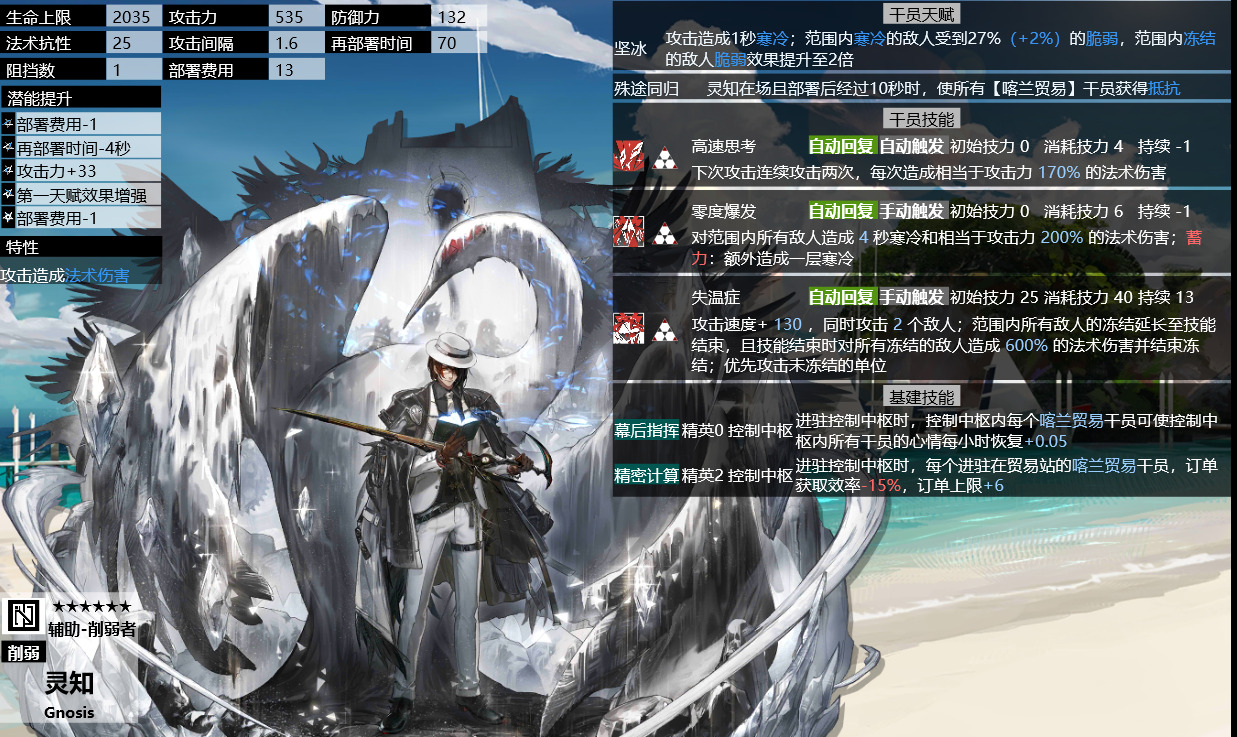 生命上限 2035 攻击力 535 防御力 132
法术抗性 25 攻击间隔 1.6 再部署时间 70
阻挡数 1 部署费用 13
潜能提升
部署费用-1
再部署时间-4秒
攻击力+33
第一天赋效果增强
部署费用-1
特性
攻击造成法术伤害
★★★★★★
辅助-削弱者
削弱
灵知
Gnosis
干员天赋
坚冰 攻击造成1秒寒冷；范围内寒冷的敌人受到27%（+2%）的脆弱，范围内冻结
的敌人脆弱效果提升至2倍
殊途同归 灵知在场且部署后经过10秒时，使所有【喀兰贸易】干员获得抵抗
干员技能
高速思考 自动回复 自动触发 初始技力 0 消耗技力 4 持续 -1
下次攻击连续攻击两次，每次造成相当于攻击力 170% 的法术伤害
零度爆发 自动回复 手动触发 初始技力 0 消耗技力 6 持续 -1
对范围内所有敌人造成 4 秒寒冷和相当于攻击力 200% 的法术伤害；蓄
力：额外造成一层寒冷
失温症 自动回复 手动触发 初始技力 25 消耗技力 40 持续 13
攻击速度+ 130 ，同时攻击 2 个敌人；范围内所有敌人的冻结延长至技能
结束，且技能结束时对所有冻结的敌人造成 600% 的法术伤害并结束冻
结；优先攻击未冻结的单位
基建技能
幕后指挥 精英0 控制中枢 进驻控制中枢时，控制中枢内每个喀兰贸易干员可使控制中
枢内所有干员的心情每小时恢复+0.05
精密计算 精英2 控制中枢 进驻控制中枢时，每个进驻在贸易站的喀兰贸易干员，订单
获取效率-15%，订单上限+6